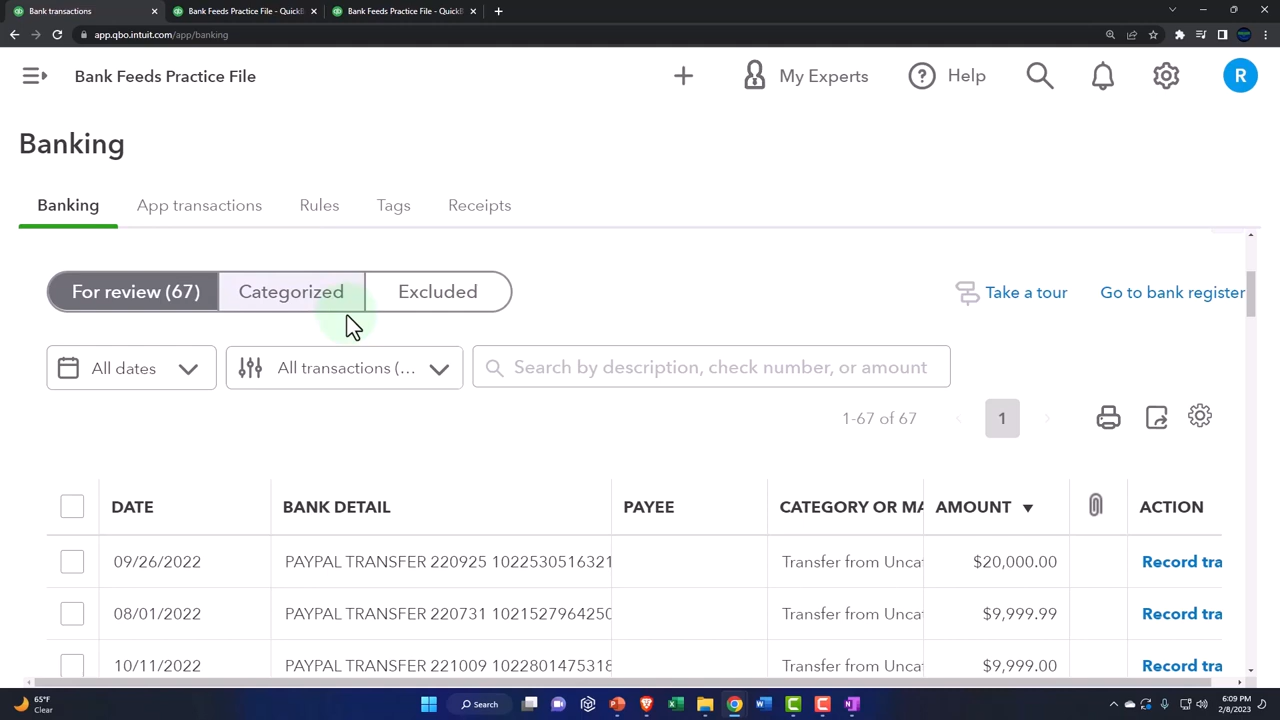 Bank transactions
Bank Feeds Practice File - QuickB
Bank Feeds Practice File - QuickB
app.qbo.intuit.com/app/banking
Bank Feeds Practice File
My Experts
Help
R
Banking
Banking
App transactions
Rules
Tags
Receipts
For review (67)
Categorized
Excluded
Take a tour
Go to bank register
All dates
All transactions (...
Search by description, check number, or amount
1-67 of 67
1
DATE
BANK DETAIL
PAYEE
CATEGORY OR MA
AMOUNT
ACTION
09/26/2022
PAYPAL TRANSFER 220925 1022530516321
Transfer from Unca
$20,000.00
Record tra
08/01/2022
PAYPAL TRANSFER 220731 1021527964250
Transfer from Unca
$9,999.99
Record tra
10/11/2022
PAYPAL TRANSFER 221009 1022801475318
Transfer from Unca
$9,999.00
Record tra
65°F
Clear
Search
6:09 PM
2/8/2023